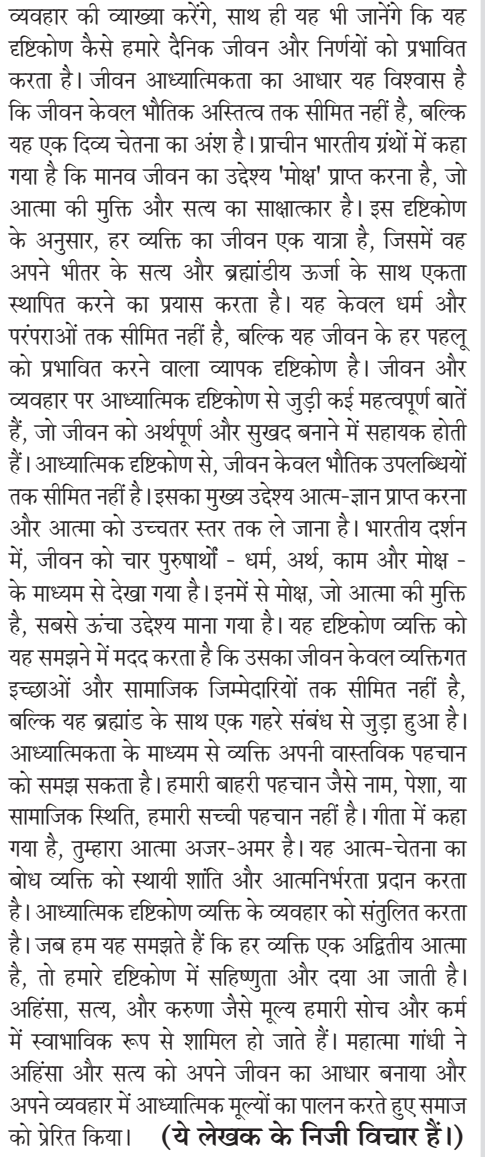 व्यवहार की व्याख्या करेंगे, साथ ही यह भी जानेंगे कि यह
दृष्टिकोण कैसे हमारे दैनिक जीवन और निर्णयों को प्रभावित
करता है। जीवन आध्यात्मिकता का आधार यह विश्वास है
कि जीवन केवल भौतिक अस्तित्व तक सीमित नहीं है, बल्कि
यह एक दिव्य चेतना का अंश है। प्राचीन भारतीय ग्रंथों में कहा
गया है कि मानव जीवन का उद्देश्य 'मोक्ष' प्राप्त करना है, जो
आत्मा की मुक्ति और सत्य का साक्षात्कार है। इस दृष्टिकोण
के अनुसार, हर व्यक्ति का जीवन एक यात्रा है, जिसमें वह
अपने भीतर के सत्य और ब्रह्मांडीय ऊर्जा के साथ एकता
स्थापित करने का प्रयास करता है। यह केवल धर्म और
परंपराओं तक सीमित नहीं है, बल्कि यह जीवन के हर पहलू
को प्रभावित करने वाला व्यापक दृष्टिकोण है। जीवन और
व्यवहार पर आध्यात्मिक दृष्टिकोण से जुड़ी कई महत्वपूर्ण बातें
हैं, जो जीवन को अर्थपूर्ण और सुखद बनाने में सहायक होती
हैं। आध्यात्मिक दृष्टिकोण से, जीवन केवल भौतिक उपलब्धियों
तक सीमित नहीं है। इसका मुख्य उद्देश्य आत्म-ज्ञान प्राप्त करना
और आत्मा को उच्चतर स्तर तक ले जाना है। भारतीय दर्शन
में, जीवन को चार पुरुषार्थों - धर्म, अर्थ, काम और मोक्ष -
के माध्यम से देखा गया है। इनमें से मोक्ष, जो आत्मा की मुक्ति
है, सबसे ऊंचा उद्देश्य माना गया है। यह दृष्टिकोण व्यक्ति को
यह समझने में मदद करता है कि उसका जीवन केवल व्यक्तिगत
इच्छाओं और सामाजिक जिम्मेदारियों तक सीमित नहीं है,
बल्कि यह ब्रह्मांड के साथ एक गहरे संबंध से जुड़ा हुआ है।
आध्यात्मिकता के माध्यम से व्यक्ति अपनी वास्तविक पहचान
को समझ सकता है। हमारी बाहरी पहचान जैसे नाम, पेशा, या
सामाजिक स्थिति, हमारी सच्ची पहचान नहीं है। गीता में कहा
गया है, तुम्हारा आत्मा अजर-अमर है। यह आत्म-चेतना का
बोध व्यक्ति को स्थायी शांति और आत्मनिर्भरता प्रदान करता
है। आध्यात्मिक दृष्टिकोण व्यक्ति के व्यवहार को संतुलित करता
है। जब हम यह समझते हैं कि हर व्यक्ति एक अद्वितीय आत्मा
है, तो हमारे दृष्टिकोण में सहिष्णुता और दया आ जाती है।
अहिंसा, सत्य, और करुणा जैसे मूल्य हमारी सोच और कर्म
में स्वाभाविक रूप से शामिल हो जाते हैं। महात्मा गांधी ने
अहिंसा और सत्य को अपने जीवन का आधार बनाया और
अपने व्यवहार में आध्यात्मिक मूल्यों का पालन करते हुए समाज
को प्रेरित किया। (ये लेखक के निजी विचार हैं।)